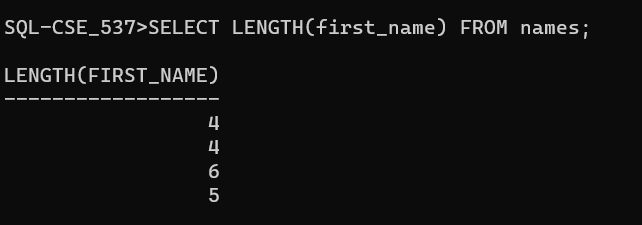 SQL-CSE_537>SELECT LENGTH(first_name) FROM names;
LENGTH(FIRST_NAME)
------------------
4
4
6
5